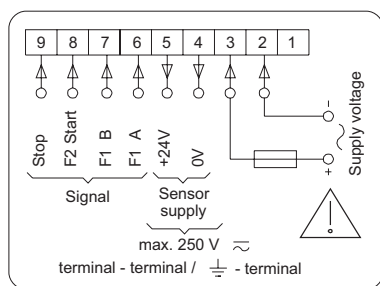 9 8 7 6 5 4 3 2 1
Stop
F2 Start
F1 B
F1 A
+24V
0V
Signal
Sensor
supply
-
+
Supply voltage
max. 250 V
terminal - terminal / - terminal
!